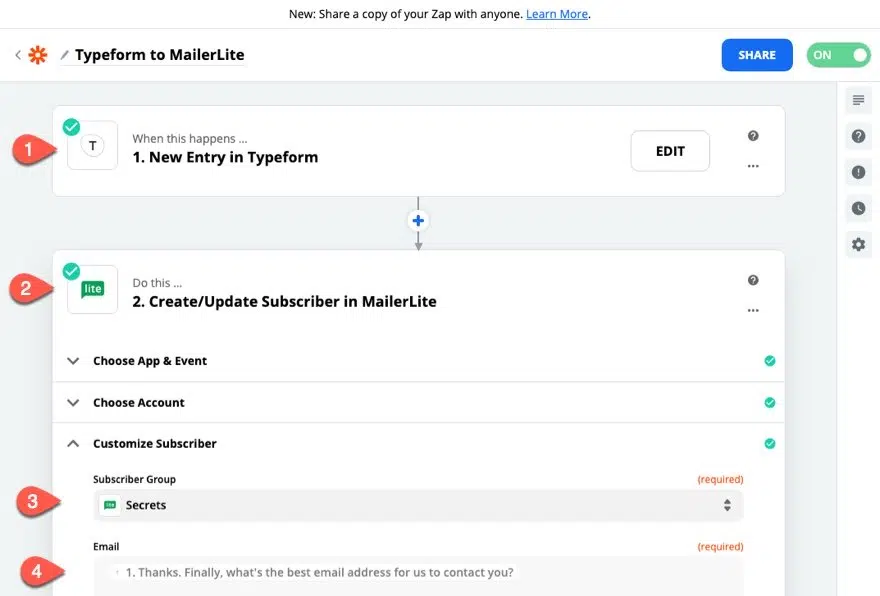 New: Share a copy of your Zap with anyone. Learn More.
Typeform to MailerLite
SHARE
ON
1
T
When this happens ...
1. New Entry in Typeform
EDIT
2
lite
Do this ...
2. Create/Update Subscriber in MailerLite
Choose App & Event
Choose Account
Customize Subscriber
Subscriber Group (required)
3
lite
Secrets
Email (required)
4
1. Thanks. Finally, what's the best email address for us to contact you?